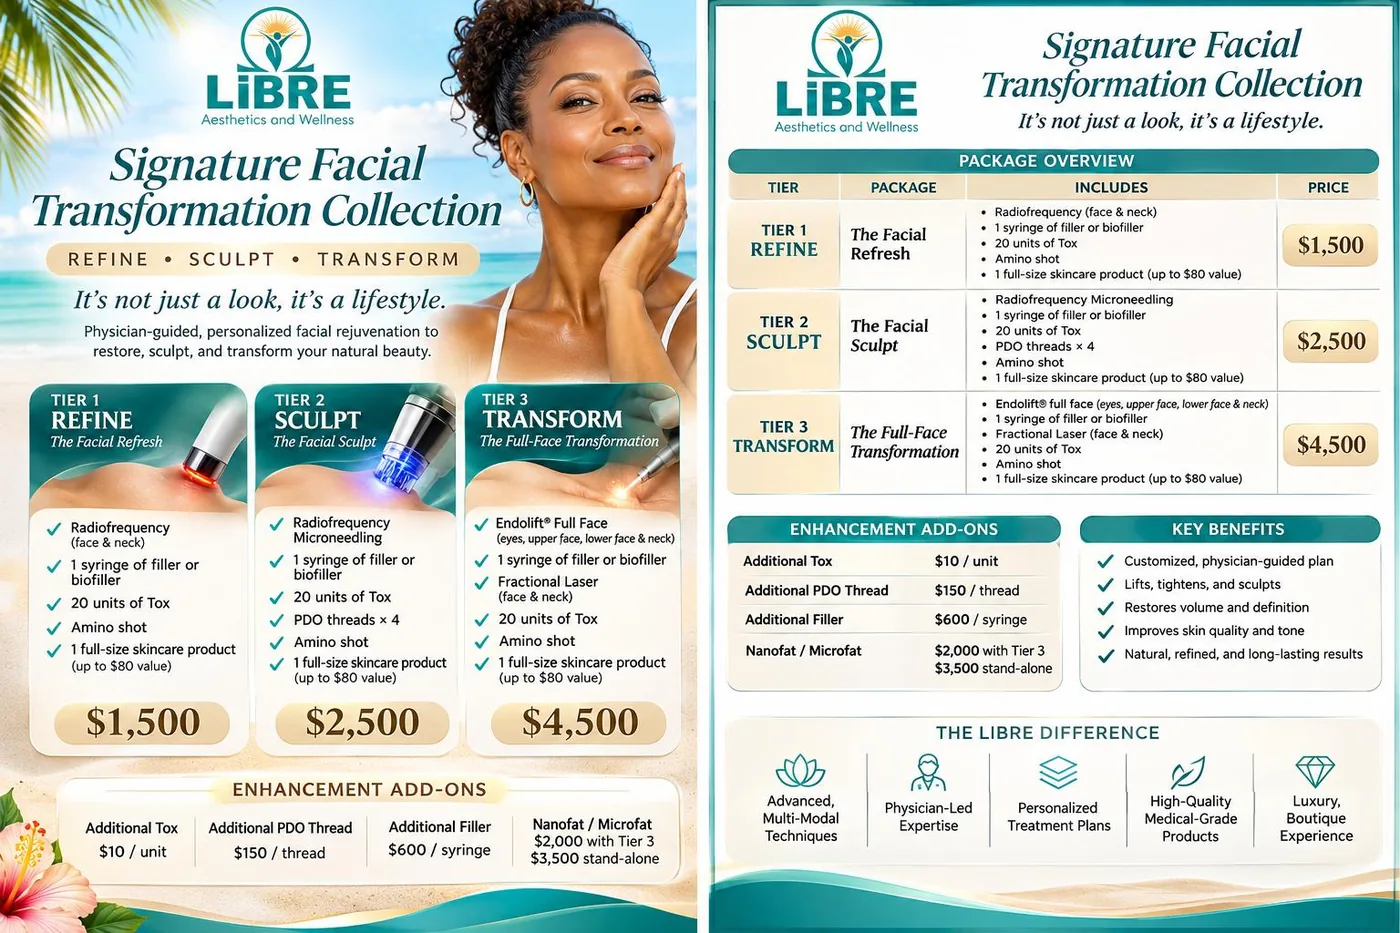 LiBRE
Aesthetics and Wellness
Signature Facial
Transformation Collection
REFINE • SCULPT • TRANSFORM
It's not just a look, it's a lifestyle.
Physician-guided, personalized facial rejuvenation to
restore, sculpt, and transform your natural beauty.
TIER 1
REFINE
The Facial Refresh
Radiofrequency
(face & neck)
1 syringe of filler or
biofiller
20 units of Tox
Amino shot
1 full-size skincare product
(up to $80 value)
$1,500
TIER 2
SCULPT
The Facial Sculpt
Radiofrequency
Microneedling
1 syringe of filler or
biofiller
20 units of Tox
PDO threads × 4
Amino shot
1 full-size skincare product
(up to $80 value)
$2,500
TIER 3
TRANSFORM
The Full-Face Transformation
Endolift® Full Face
(eyes, upper face, lower face & neck)
1 syringe of filler or biofiller
Fractional Laser
(face & neck)
20 units of Tox
Amino shot
1 full-size skincare product
(up to $80 value)
$4,500
ENHANCEMENT ADD-ONS
Additional Tox
$10 / unit
Additional PDO Thread
$150 / thread
Additional Filler
$600 / syringe
Nanofat / Microfat
$2,000 with Tier 3
$3,500 stand-alone
LiBRE
Aesthetics and Wellness
Signature Facial
Transformation Collection
It's not just a look, it's a lifestyle.
PACKAGE OVERVIEW
TIER PACKAGE INCLUDES PRICE
TIER 1
REFINE
The Facial
Refresh
• Radiofrequency (face & neck)
• 1 syringe of filler or biofiller
• 20 units of Tox
• Amino shot
• 1 full-size skincare product (up to $80 value)
$1,500
TIER 2
SCULPT
The Facial
Sculpt
• Radiofrequency Microneedling
• 1 syringe of filler or biofiller
• 20 units of Tox
• PDO threads × 4
• Amino shot
• 1 full-size skincare product (up to $80 value)
$2,500
TIER 3
TRANSFORM
The Full-Face
Transformation
• Endolift® full face (eyes, upper face, lower face & neck)
• 1 syringe of filler or biofiller
• Fractional Laser (face & neck)
• 20 units of Tox
• Amino shot
• 1 full-size skincare product (up to $80 value)
$4,500
ENHANCEMENT ADD-ONS
Additional Tox $10 / unit
Additional PDO Thread $150 / thread
Additional Filler $600 / syringe
Nanofat / Microfat $2,000 with Tier 3
$3,500 stand-alone
KEY BENEFITS
Customized, physician-guided plan
Lifts, tightens, and sculpts
Restores volume and definition
Improves skin quality and tone
Natural, refined, and long-lasting results
THE LIBRE DIFFERENCE
Advanced,
Multi-Modal
Techniques
Physician-Led
Expertise
Personalized
Treatment Plans
High-Quality
Medical-Grade
Products
Luxury,
Boutique
Experience